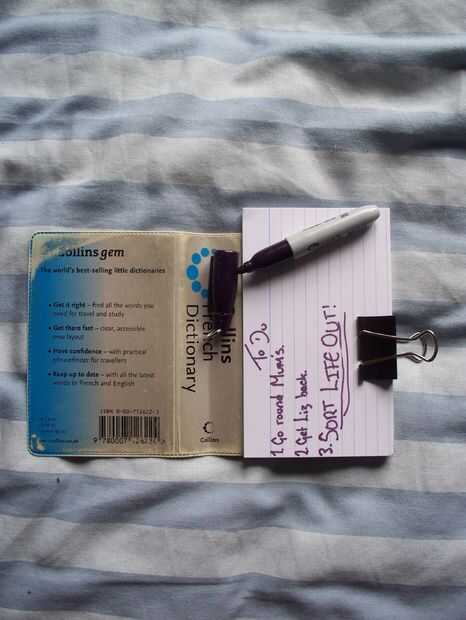 Collins gem
The world's best-selling little dictionaries
• Get it right – find all the words you
need for travel and study
• Get there fast – clear, accessible
new layout
• Have confidence – with practical
for travellers
• Keep up to date – with all the latest
words in French and English
Collins
French
Dictionary
Collins
To Do
1. Go round Mums.
2. Get Liz back.
3. SORT LIFE OUT!